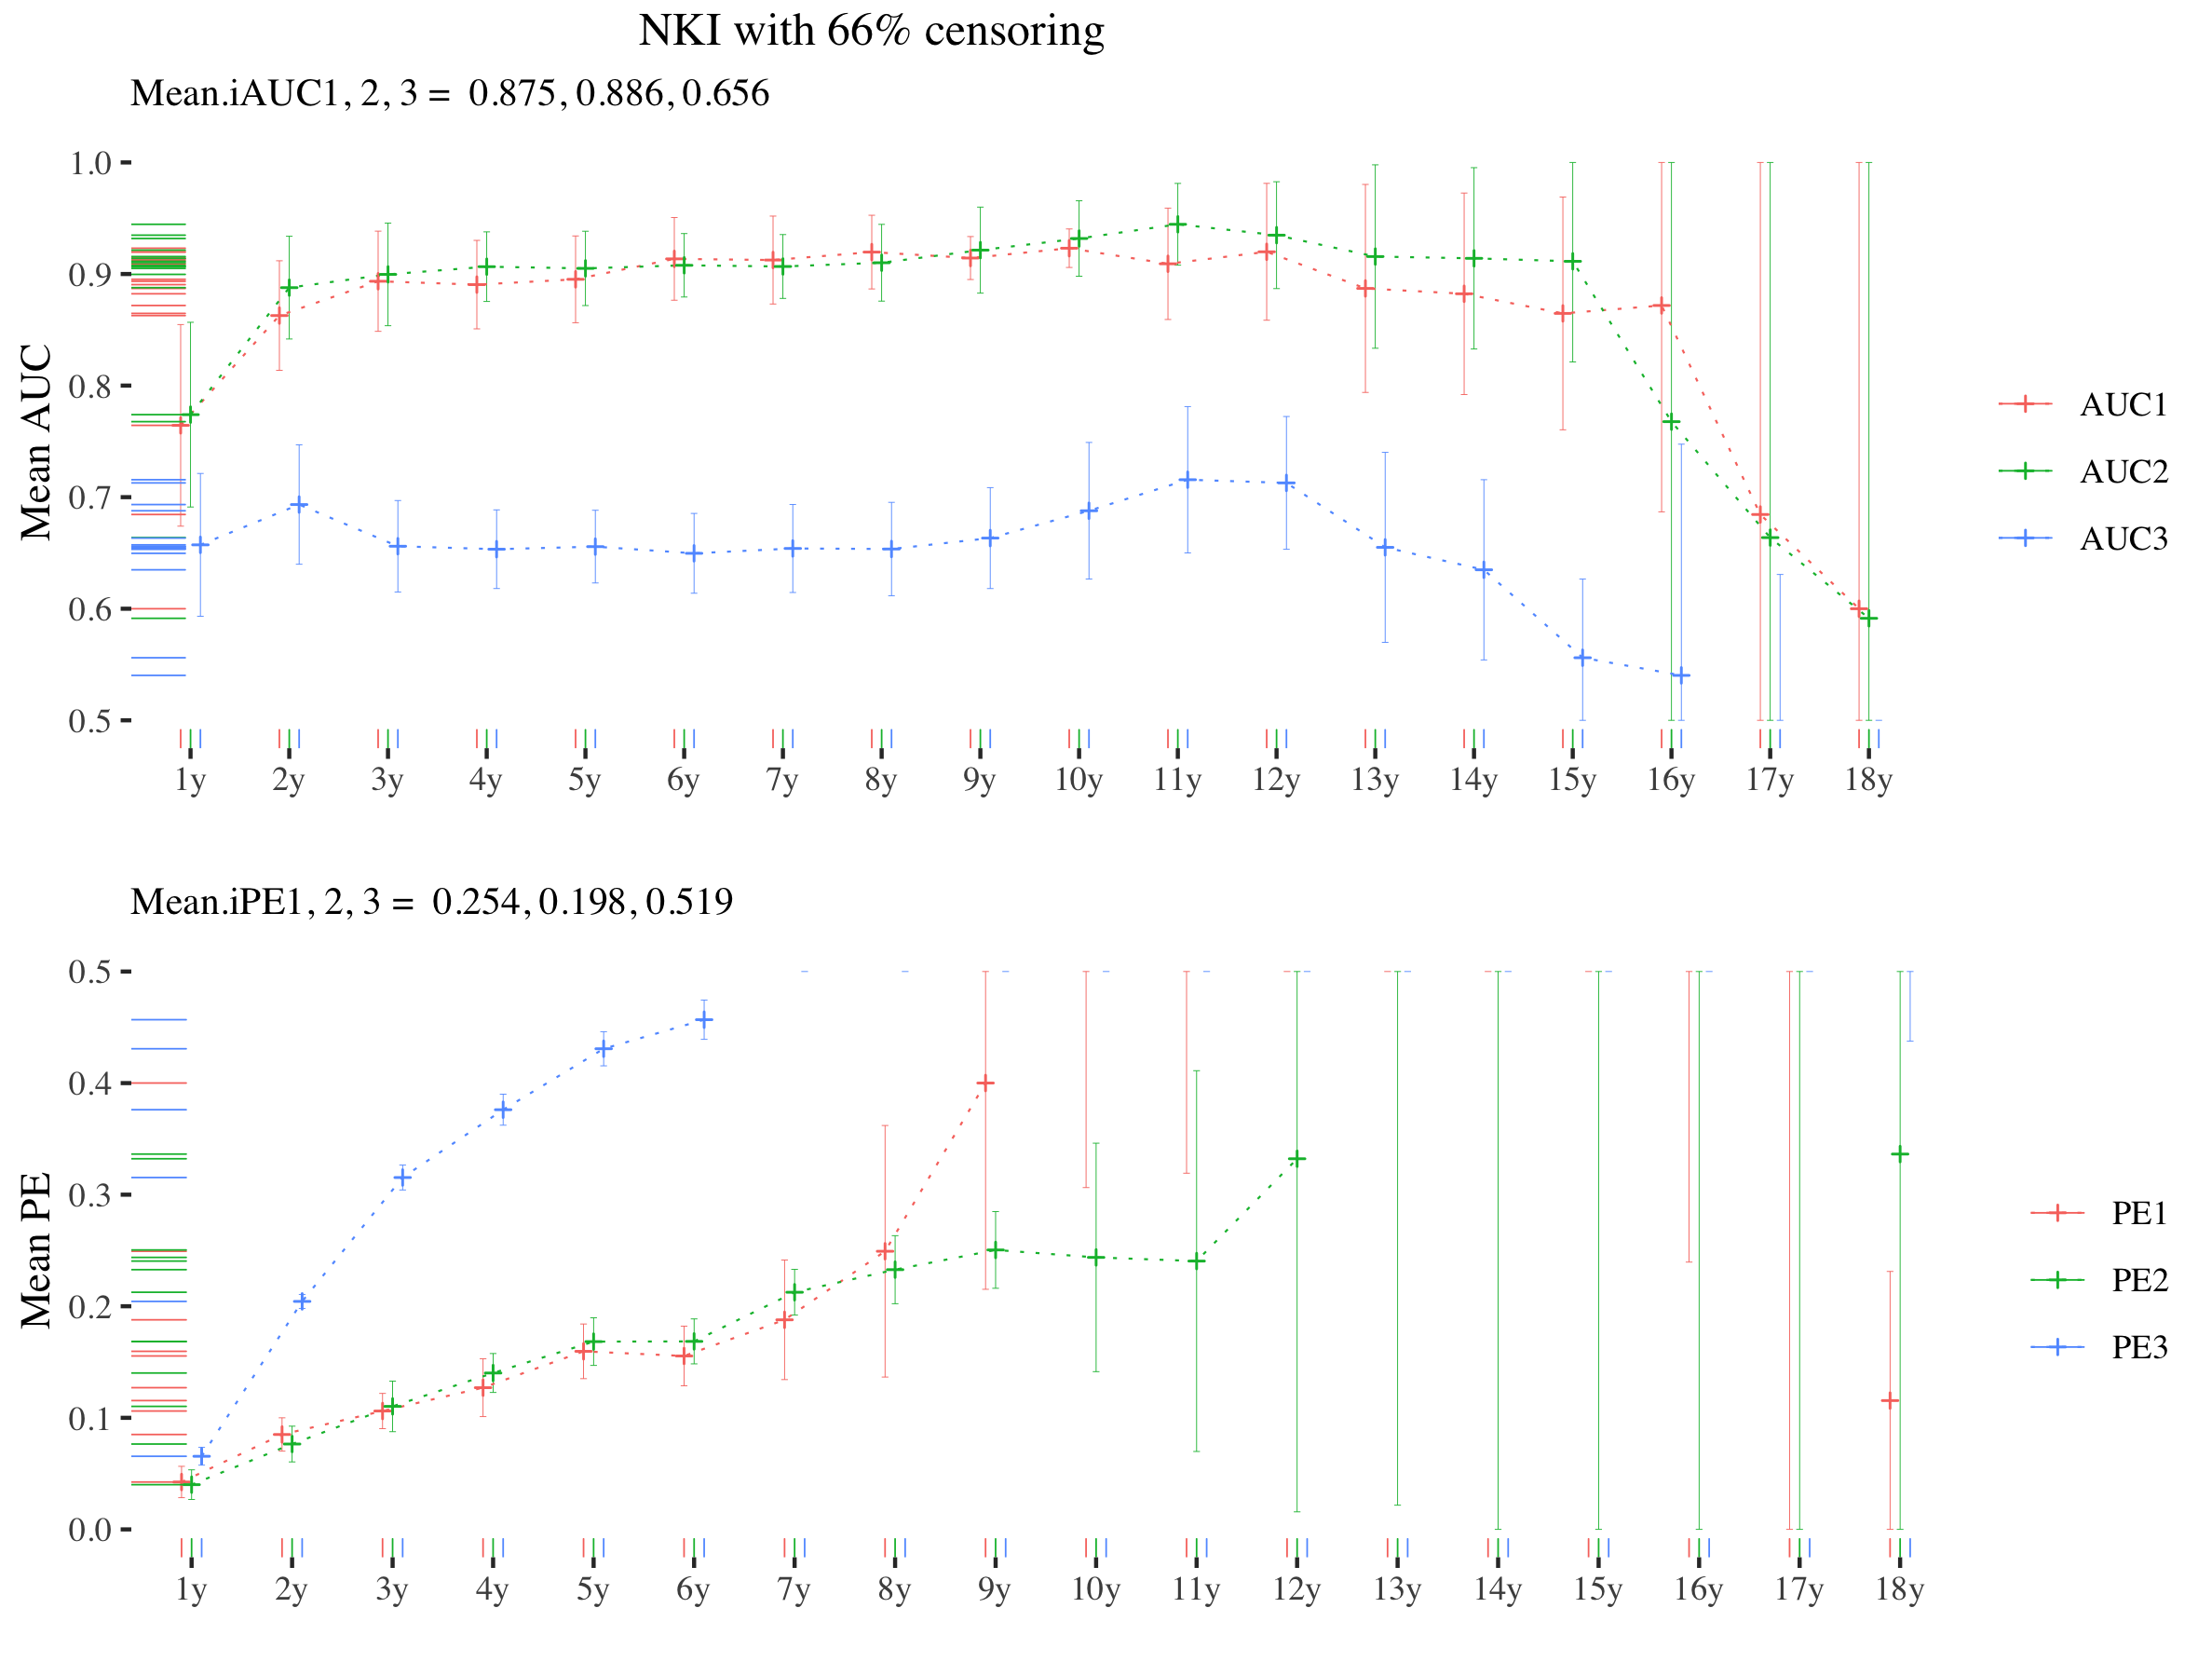 NKI with 66% censoring
Mean.iAUC1, 2, 3 = 0.875, 0.886, 0.656
Mean AUC
1.0
0.9
0.8
0.7
0.6
0.5
1y 2y 3y 4y 5y 6y 7y 8y 9y 10y 11y 12y 13y 14y 15y 16y 17y 18y
AUC1
AUC2
AUC3
Mean.iPE1, 2, 3 = 0.254, 0.198, 0.519
Mean PE
0.5
0.4
0.3
0.2
0.1
0.0
1y 2y 3y 4y 5y 6y 7y 8y 9y 10y 11y 12y 13y 14y 15y 16y 17y 18y
PE1
PE2
PE3